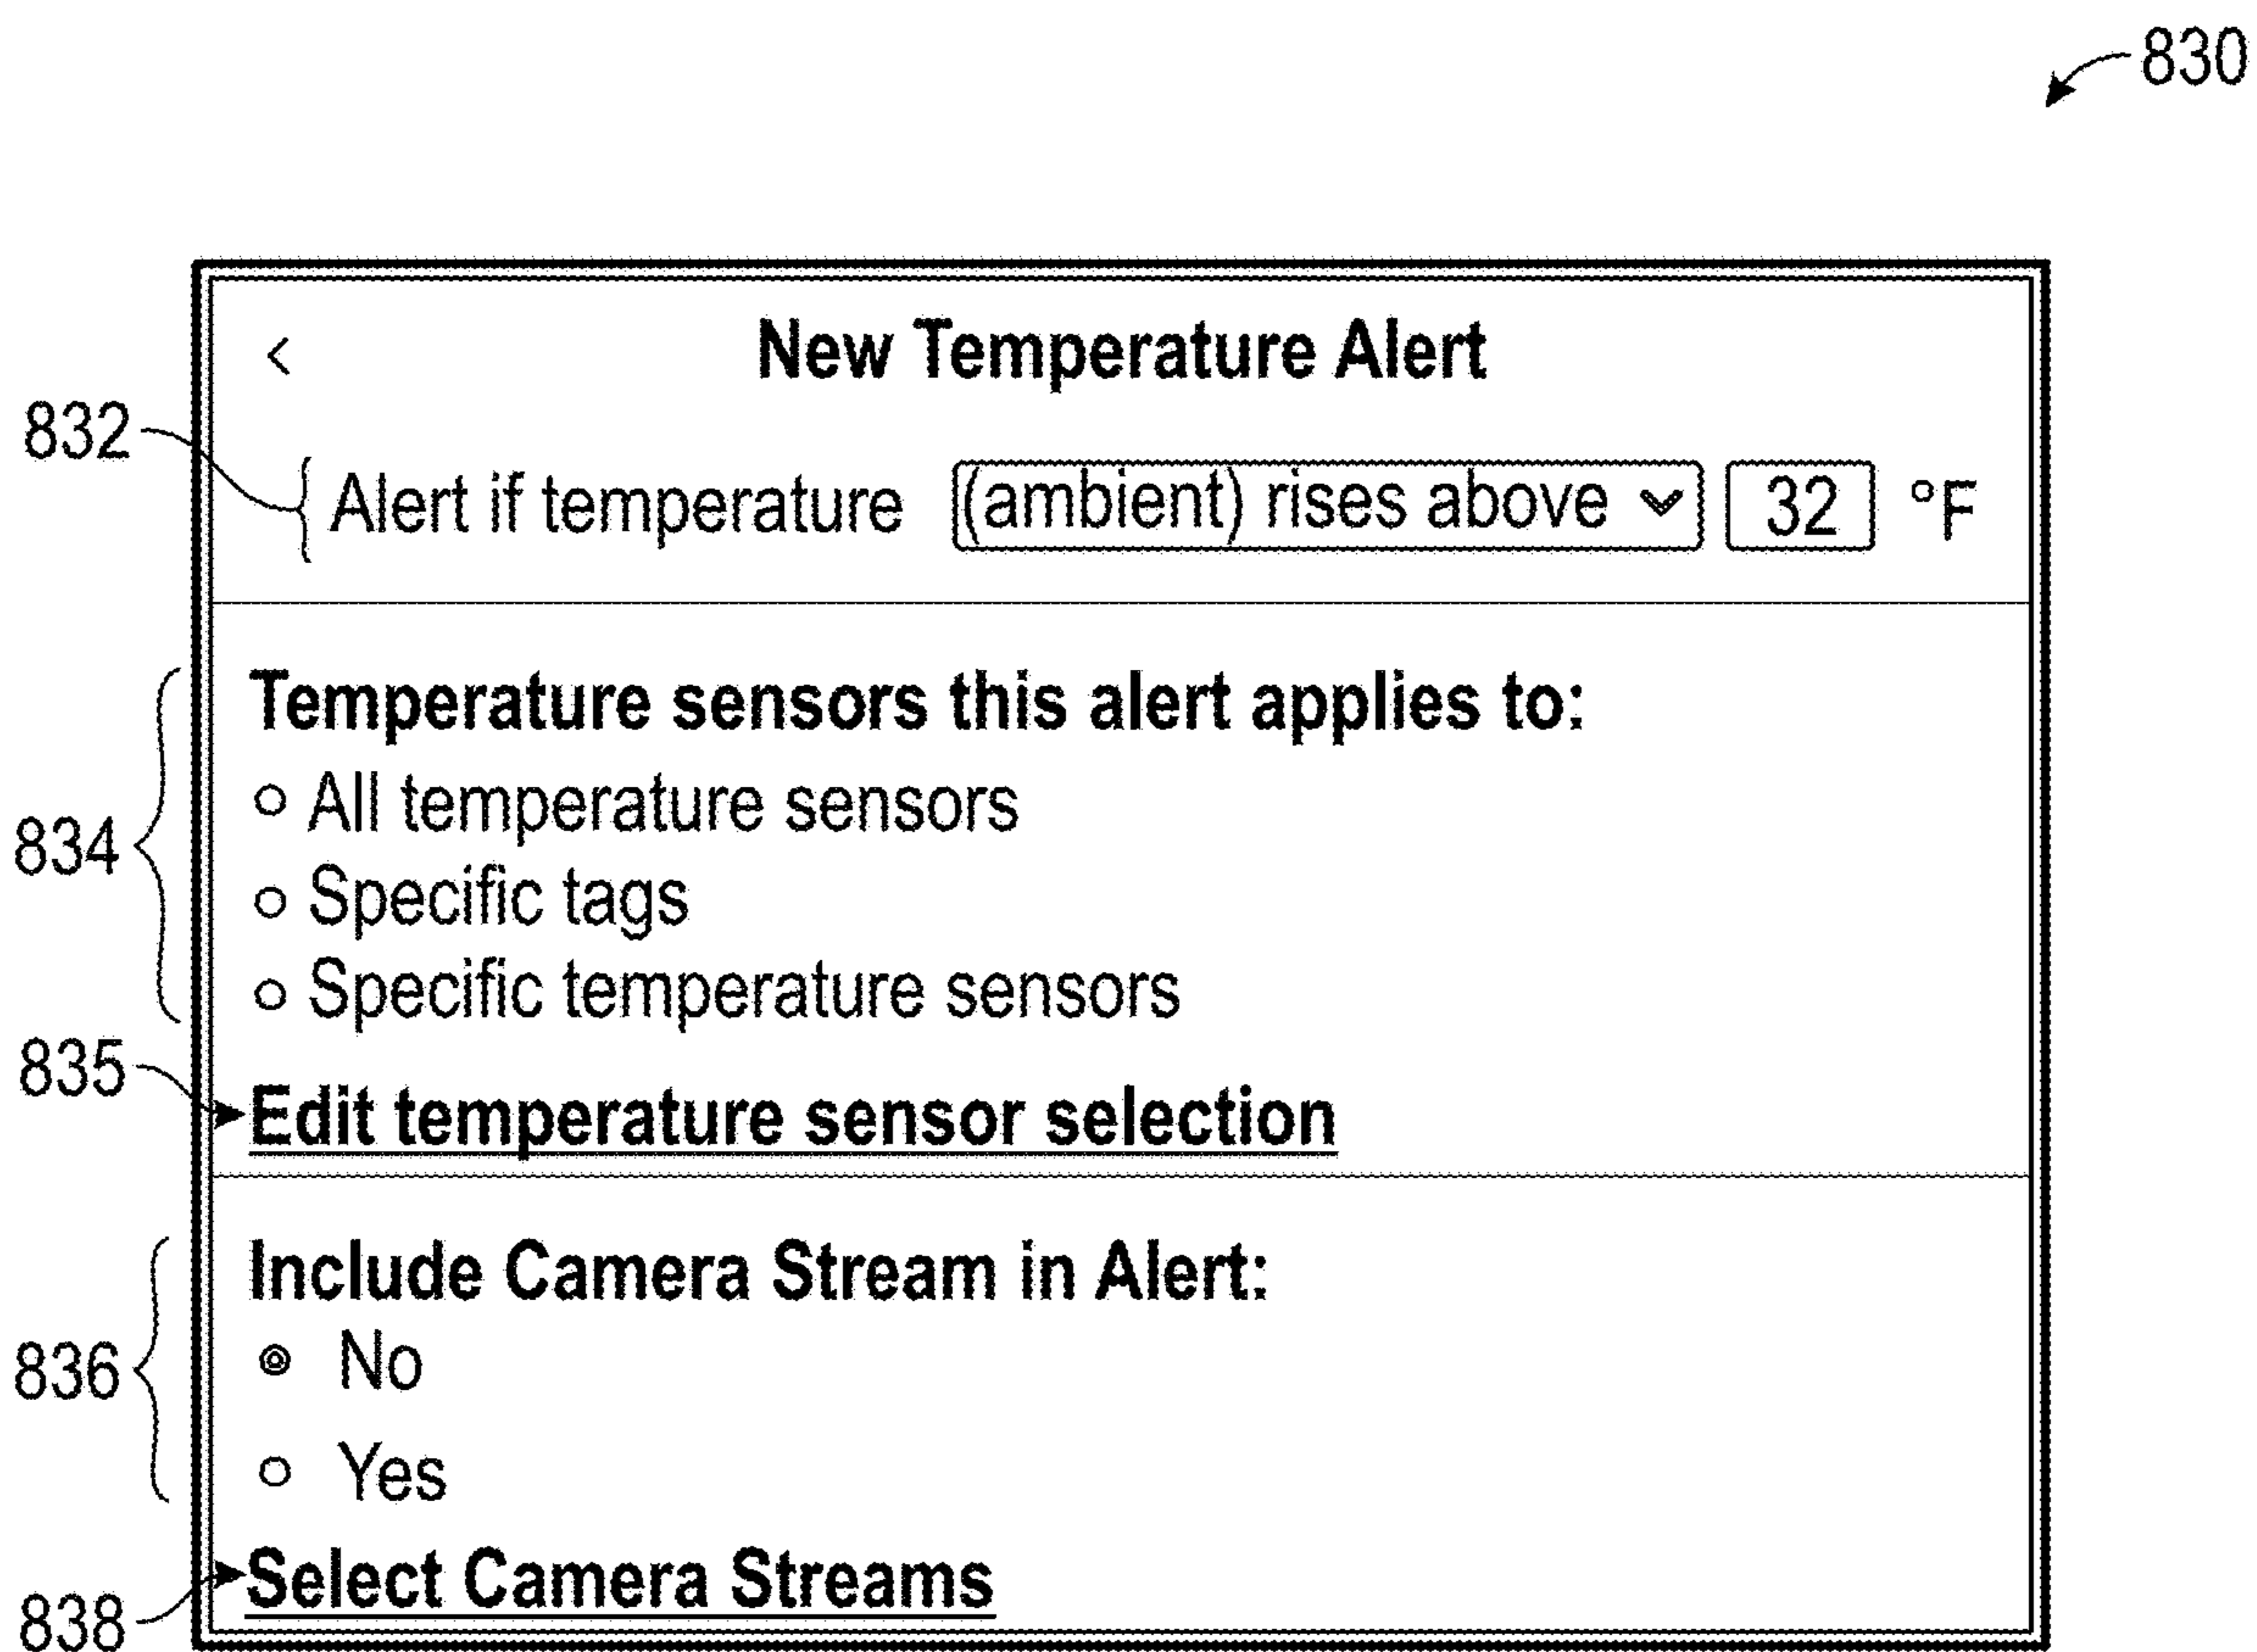 830
< New Temperature Alert
832
Alert if temperature (ambient) rises above 32 °F
Temperature sensors this alert applies to:
All temperature sensors
834
Specific tags
Specific temperature sensors
835
Edit temperature sensor selection
Include Camera Stream in Alert:
836
No
Yes
Select Camera Streams
838